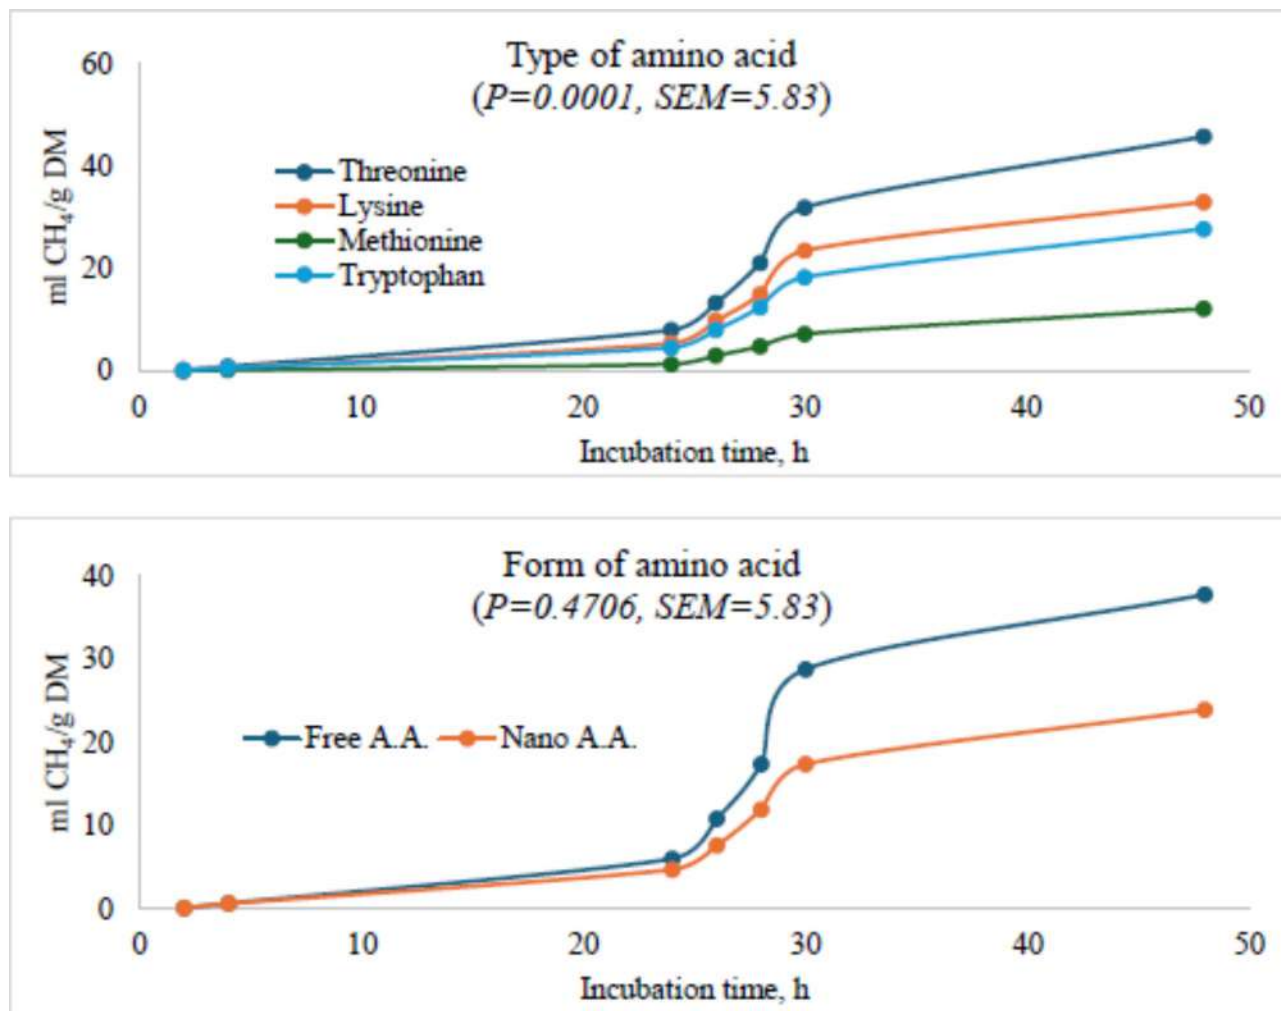 Type of amino acid
(P=0.0001, SEM=5.83)
60
40
20
0
ml CH₄/g DM
Threonine
Lysine
Methionine
Tryptophan
0 10 20 30 40 50
Incubation time, h
Form of amino acid
(P=0.4706, SEM=5.83)
40
30
20
10
0
ml CH₄/g DM
Free A.A. Nano A.A.
0 10 20 30 40 50
Incubation time, h